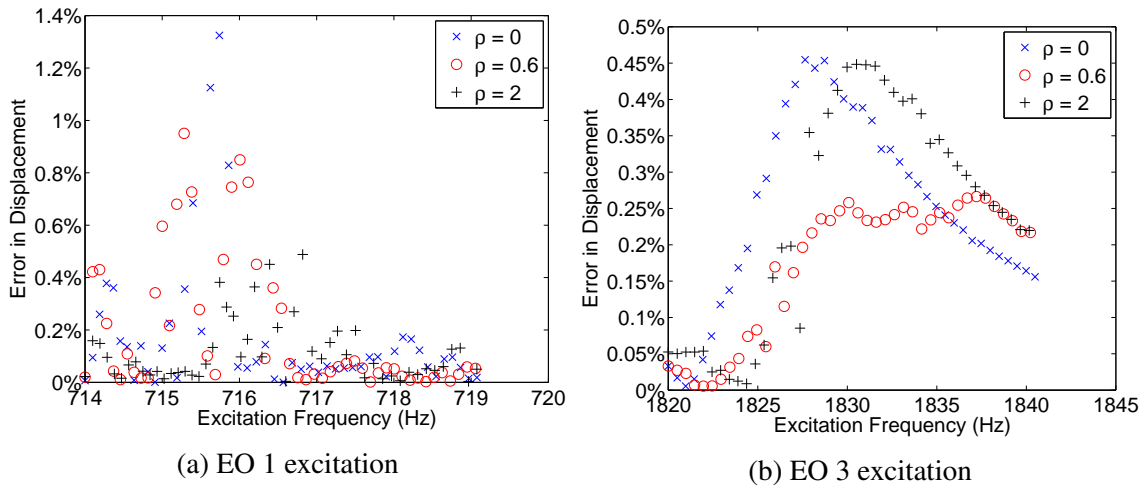 1.4%
1.2%
1%
0.8%
0.6%
0.4%
0.2%
0%
Error in Displacement
714
715
716
717
718
719
720
Excitation Frequency (Hz)
ρ = 0
ρ = 0.6
ρ = 2
(a) EO 1 excitation
0.5%
0.45%
0.4%
0.35%
0.3%
0.25%
0.2%
0.15%
0.1%
0.05%
0%
Error in Displacement
1820
1825
1830
1835
1840
1845
Excitation Frequency (Hz)
ρ = 0
ρ = 0.6
ρ = 2
(b) EO 3 excitation